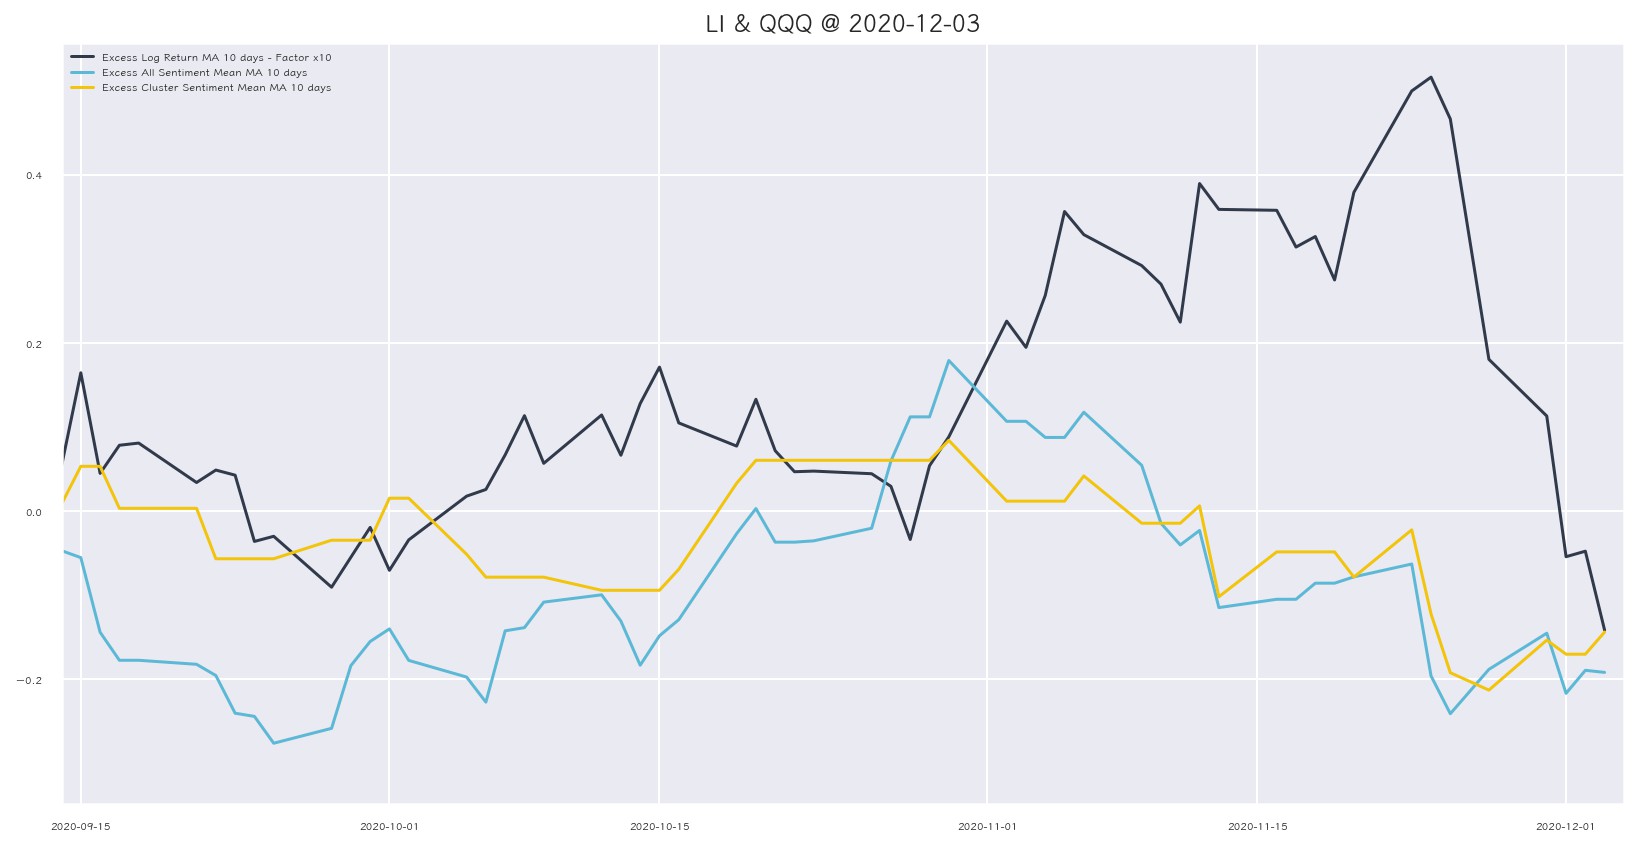 LI & QQQ @ 2020-12-03
Excess Log Return MA 10 days - Factor x10
Excess All Sentiment Mean MA 10 days
Excess Cluster Sentiment Mean MA 10 days
0.4
0.2
0.0
−0.2
2020-09-15 2020-10-01 2020-10-15 2020-11-01 2020-11-15 2020-12-01